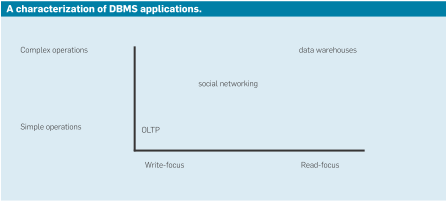 A characterization of DBMS applications.
Complex operations
data warehouses
social networking
Simple operations
OLTP
Write-focus
Read-focus